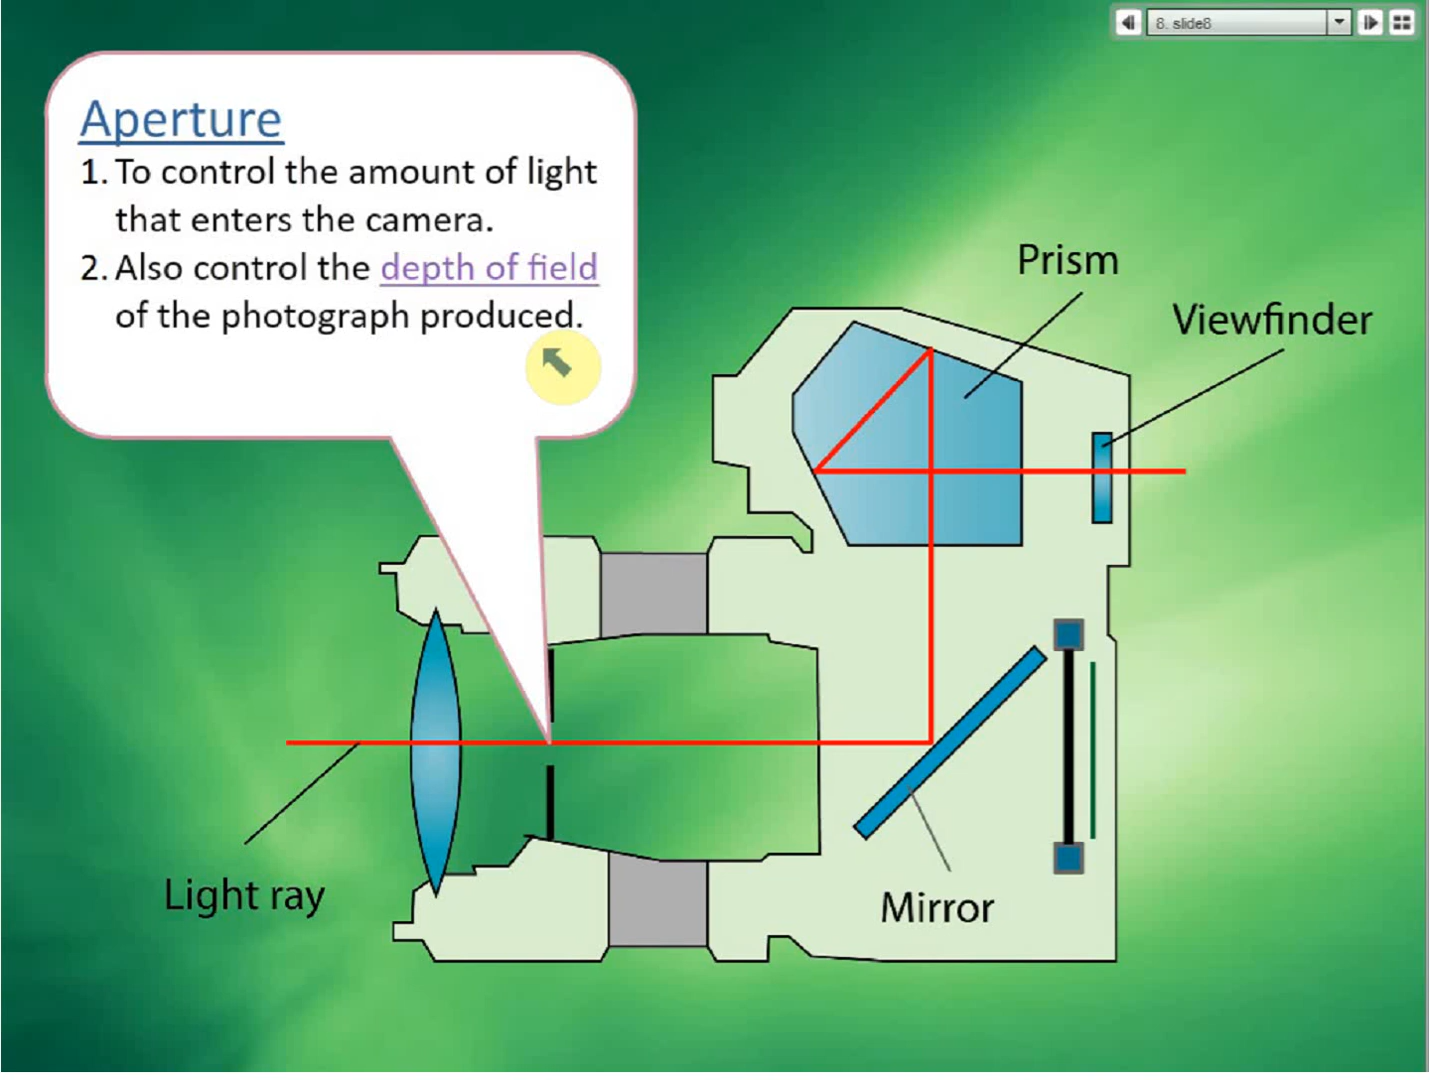 8. slide8
Aperture
1. To control the amount of light
that enters the camera.
2. Also control the depth of field
of the photograph produced.
Prism
Viewfinder
Light ray
Mirror